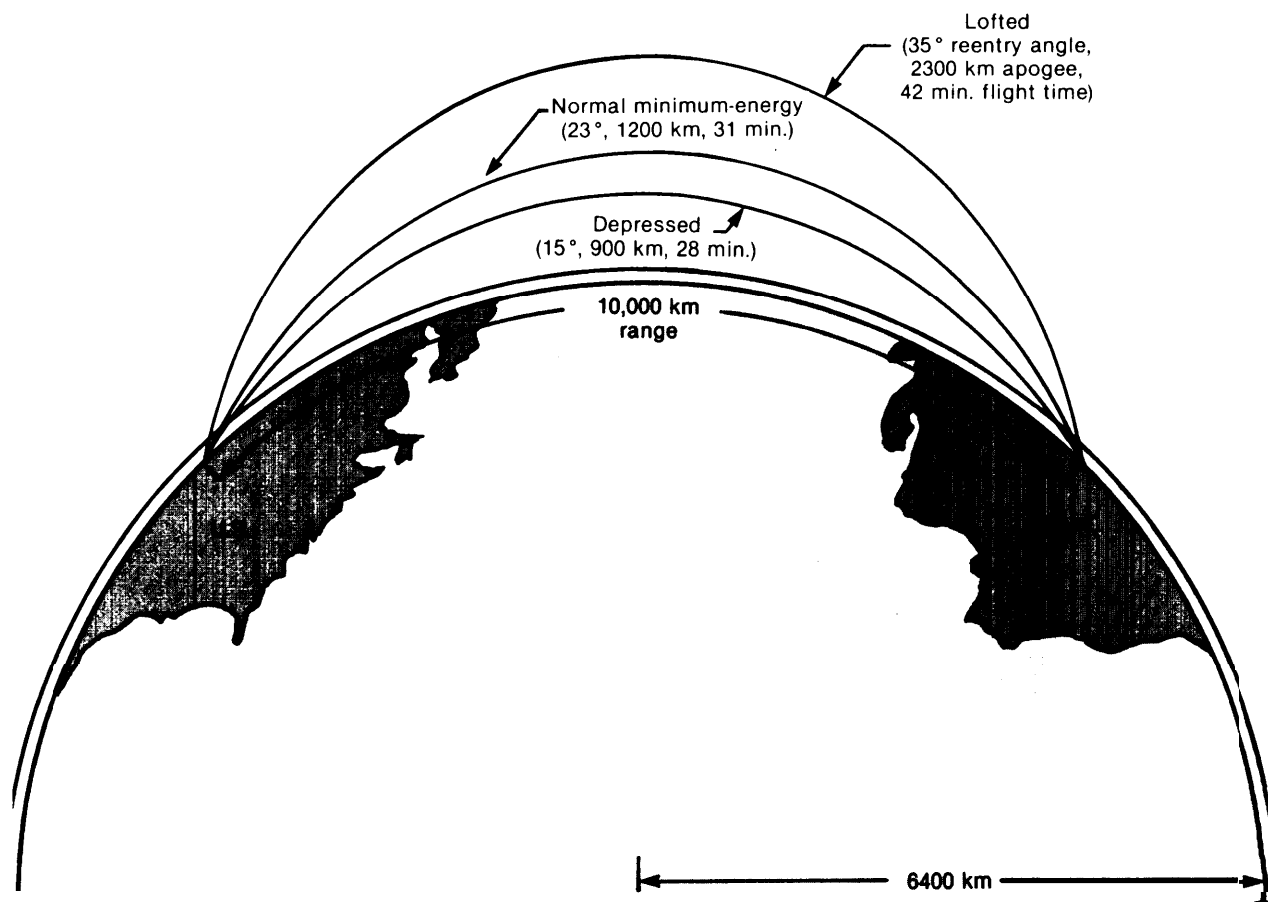 Lofted
(35° reentry angle,
2300 km apogee,
42 min. flight time)
Normal minimum-energy
(23°, 1200 km, 31 min.)
Depressed
(15°, 900 km, 28 min.)
10,000 km
range
6400 km